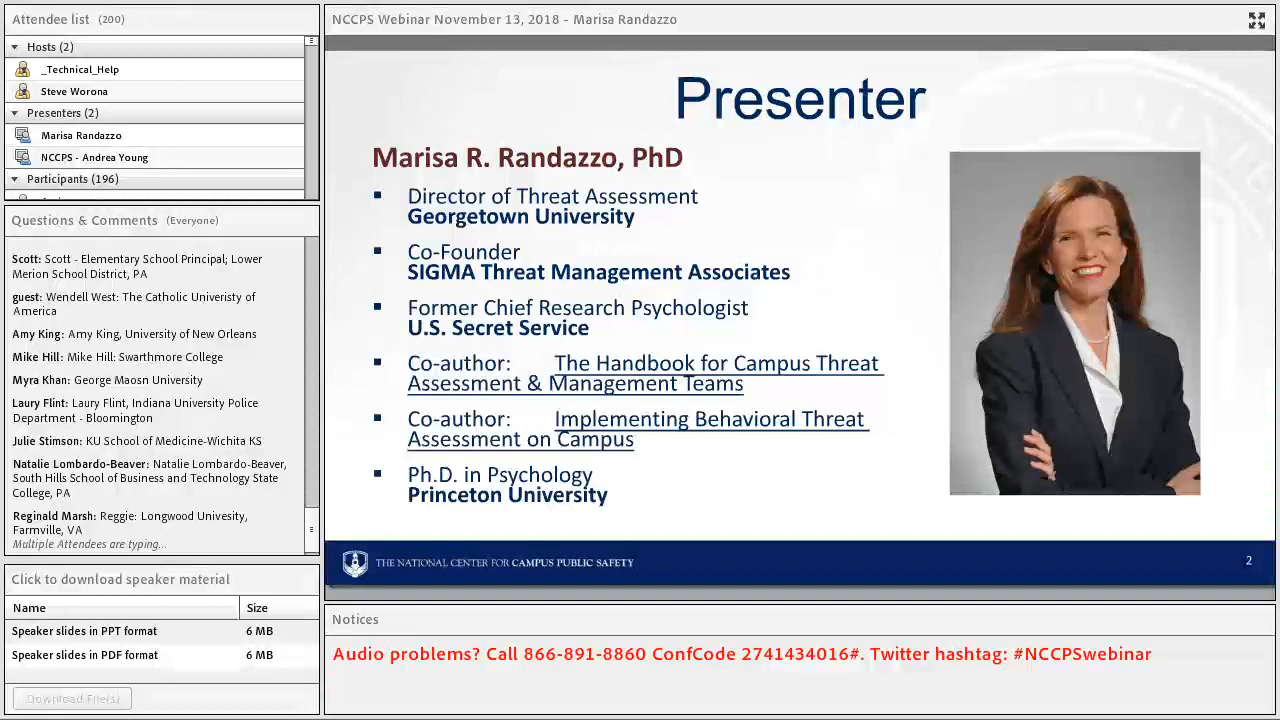 Attendee list (200)
Hosts (2)
_Technical_Help
Steve Worona
Presenters (2)
Marisa Randazzo
NCCPS - Andrea Young
Participants (196)
Questions & Comments (Everyone)
Scott: Scott - Elementary School Principal; Lower
Merion School District, PA
guest: Wendell West: The Catholic Univeristy of
America
Amy King: Amy King, University of New Orleans
Mike Hill: Mike Hill: Swarthmore College
Myra Khan: George Maosn University
Laury Flint: Laury Flint, Indiana University Police
Department - Bloomington
Julie Stimson: KU School of Medicine-Wichita KS
Natalie Lombardo-Beaver: Natalie Lombardo-Beaver,
South Hills School of Business and Technology State
College, PA
Reginald Marsh: Reggie: Longwood Univesity,
Farmville, VA
Multiple Attendees are typing...
Click to download speaker material
Name Size
Speaker slides in PPT format 6 MB
Speaker slides in PDF format 6 MB
Download File(s)
NCCPS Webinar November 13, 2018 - Marisa Randazzo
Presenter
Marisa R. Randazzo, PhD
Director of Threat Assessment
Georgetown University
Co-Founder
SIGMA Threat Management Associates
Former Chief Research Psychologist
U.S. Secret Service
Co-author: The Handbook for Campus Threat
Assessment & Management Teams
Co-author: Implementing Behavioral Threat
Assessment on Campus
Ph.D. in Psychology
Princeton University
THE NATIONAL CENTER FOR CAMPUS PUBLIC SAFETY
2
Notices
Audio problems? Call 866-891-8860 ConfCode 2741434016#. Twitter hashtag: #NCCPSwebinar